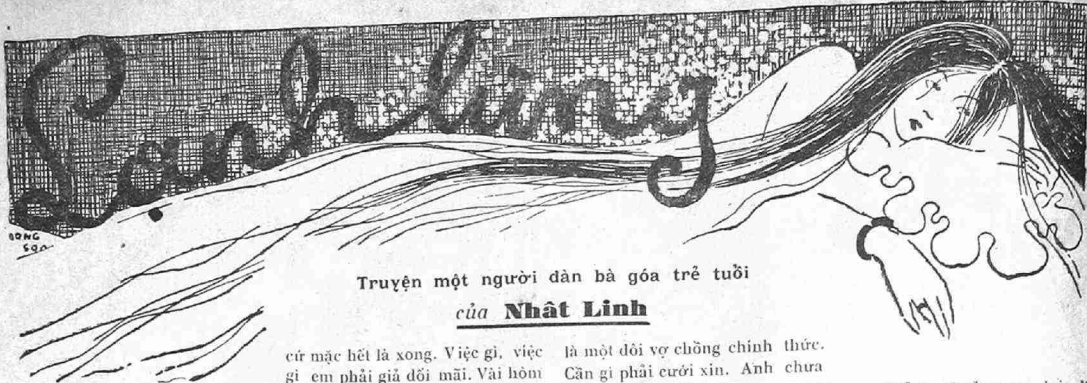 Lạnh lùng
ĐÔNG
SƠN
Truyện một người đàn bà góa trẻ tuổi
của Nhất Linh
cứ mặc hết là xong. Việc gì, việc
gì em phải giả dối mãi. Vài hôm
là một đôi vợ chồng chính thức.
Cần gì phải cưới xin. Anh chưa